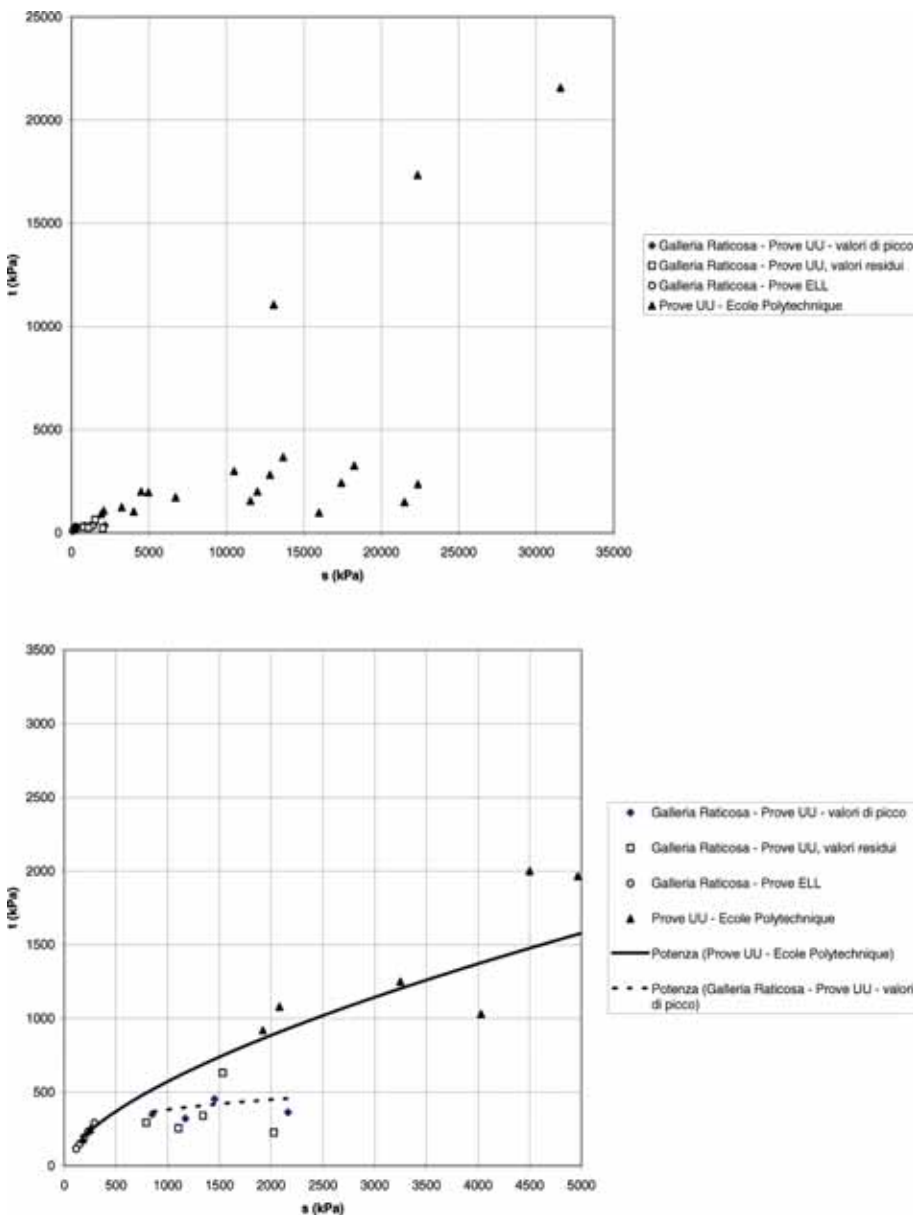 25000
20000
15000
10000
5000
0
t (kPa)
0 5000 10000 15000 20000 25000 30000 35000
s (kPa)
Galleria Raticosa - Prove UU - valori di picco
Galleria Raticosa - Prove UU, valori residui
Galleria Raticosa - Prove ELL
Prove UU - Ecole Polytechnique
3500
3000
2500
2000
1500
1000
500
0
t (kPa)
0 500 1000 1500 2000 2500 3000 3500 4000 4500 5000
s (kPa)
Galleria Raticosa - Prove UU - valori di picco
Galleria Raticosa - Prove UU, valori residui
Galleria Raticosa - Prove ELL
Prove UU - Ecole Polytechnique
Potenza (Prove UU - Ecole Polytechnique)
Potenza (Galleria Raticosa - Prove UU - valori
di picco)